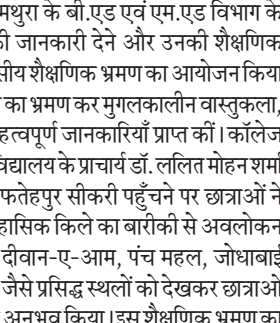 मथुरा के बी.एड एवं एम.एड विभाग के
की जानकारी देने और उनकी शैक्षणिक
सीय शैक्षणिक भ्रमण का आयोजन किया
का भ्रमण कर मुगलकालीन वास्तुकला,
हत्वपूर्ण जानकारियाँ प्राप्त कीं। कॉलेज
विद्यालय के प्राचार्य डॉ. ललित मोहन शर्मा
फतेहपुर सीकरी पहुँचने पर छात्राओं ने
हासिक किले का बारीकी से अवलोकन
दीवान-ए-आम, पंच महल, जोधाबाई
जैसे प्रसिद्ध स्थलों को देखकर छात्राओं
अनुभव किया। इस शैक्षणिक भ्रमण का